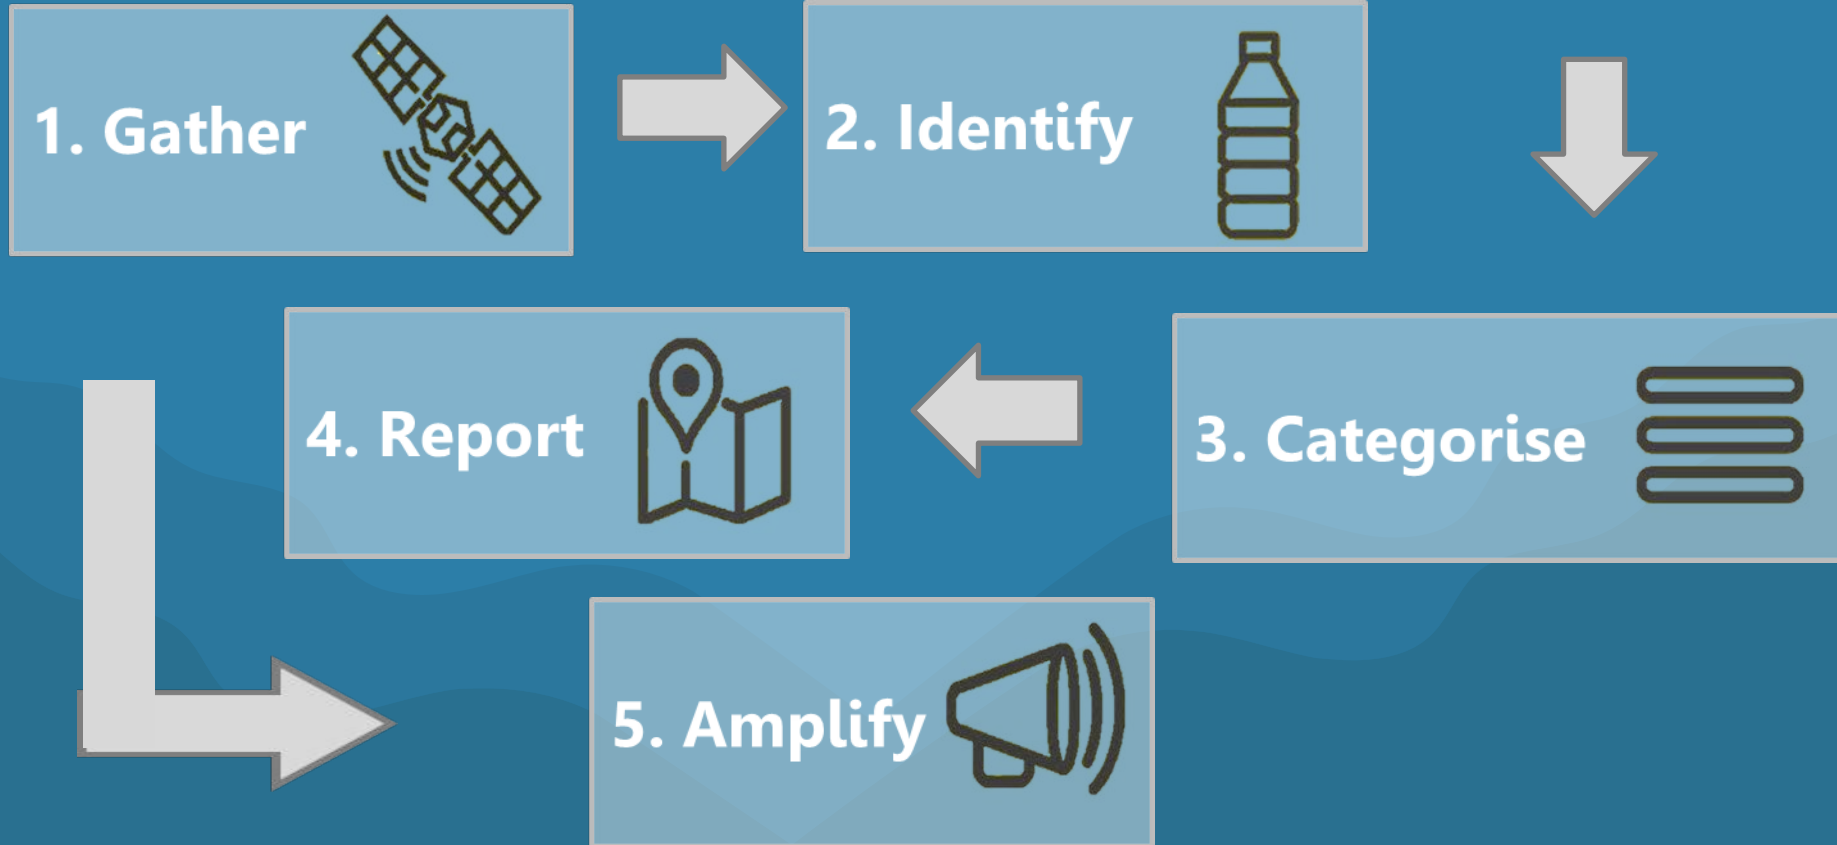 1. Gather
2. Identify
3. Categorise
4. Report
5. Amplify